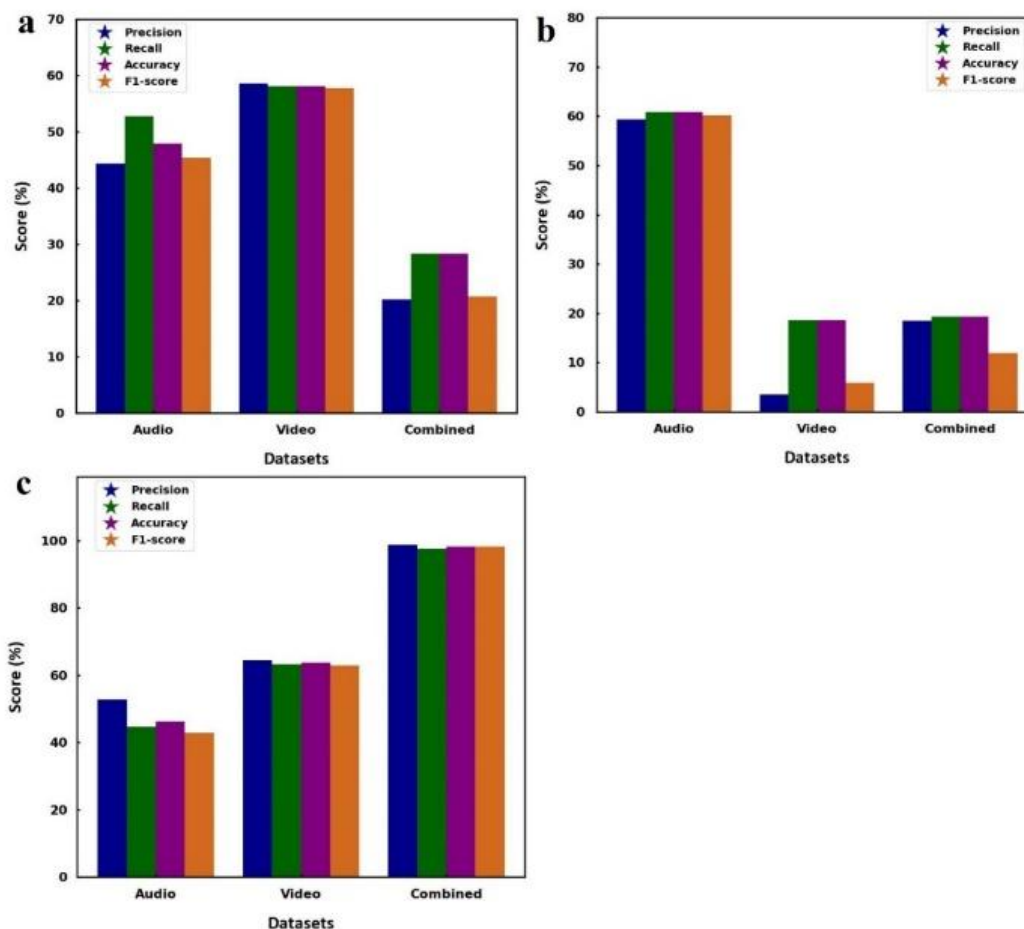 a
70
60
50
40
30
20
10
0
Score (%)
Precision
Recall
Accuracy
F1-score
Audio
Video
Combined
Datasets
b
80
70
60
50
40
30
20
10
0
Score (%)
Precision
Recall
Accuracy
F1-score
Audio
Video
Combined
Datasets
c
100
80
60
40
20
0
Score (%)
Precision
Recall
Accuracy
F1-score
Audio
Video
Combined
Datasets